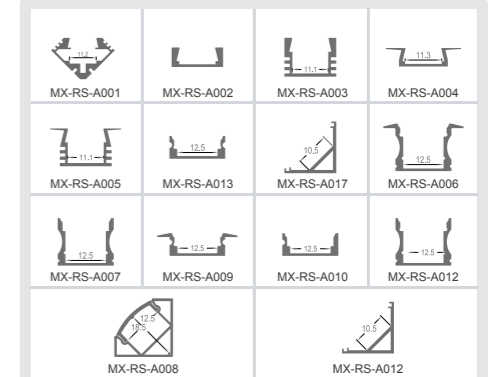 11.2
MX-RS-A001
MX-RS-A002
11.1
MX-RS-A003
11.3
MX-RS-A004
11.1
MX-RS-A005
12.5
MX-RS-A013
10.5
MX-RS-A017
12.5
MX-RS-A006
12.5
MX-RS-A007
12.5
MX-RS-A009
12.5
MX-RS-A010
12.5
MX-RS-A012
12.5
18.5
MX-RS-A008
10.5
MX-RS-A012